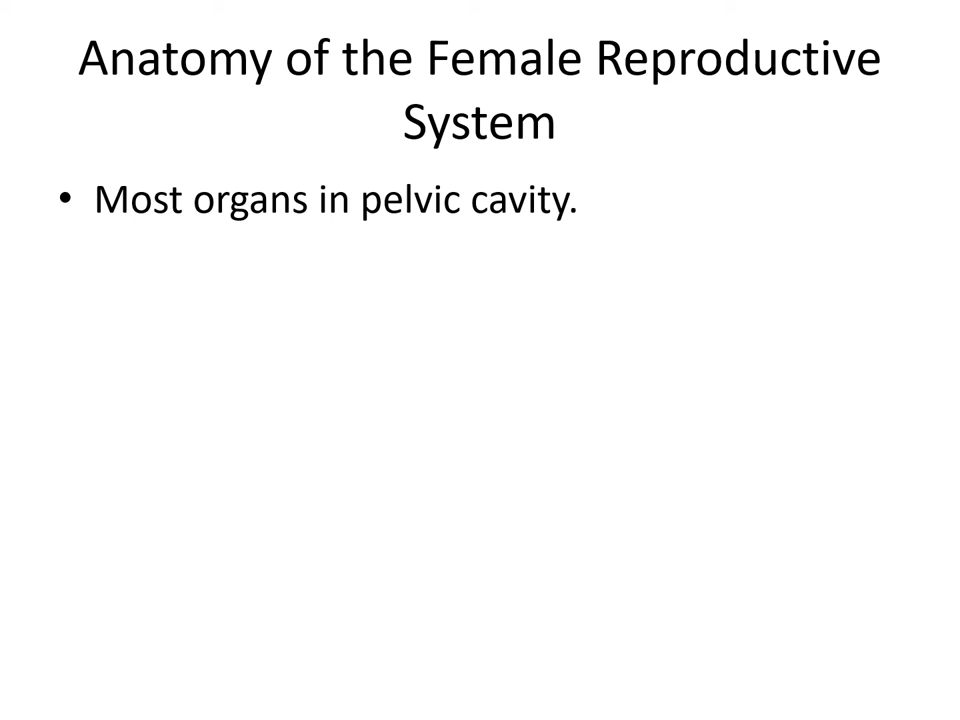 Anatomy of the Female Reproductive
System
• Most organs in pelvic cavity.